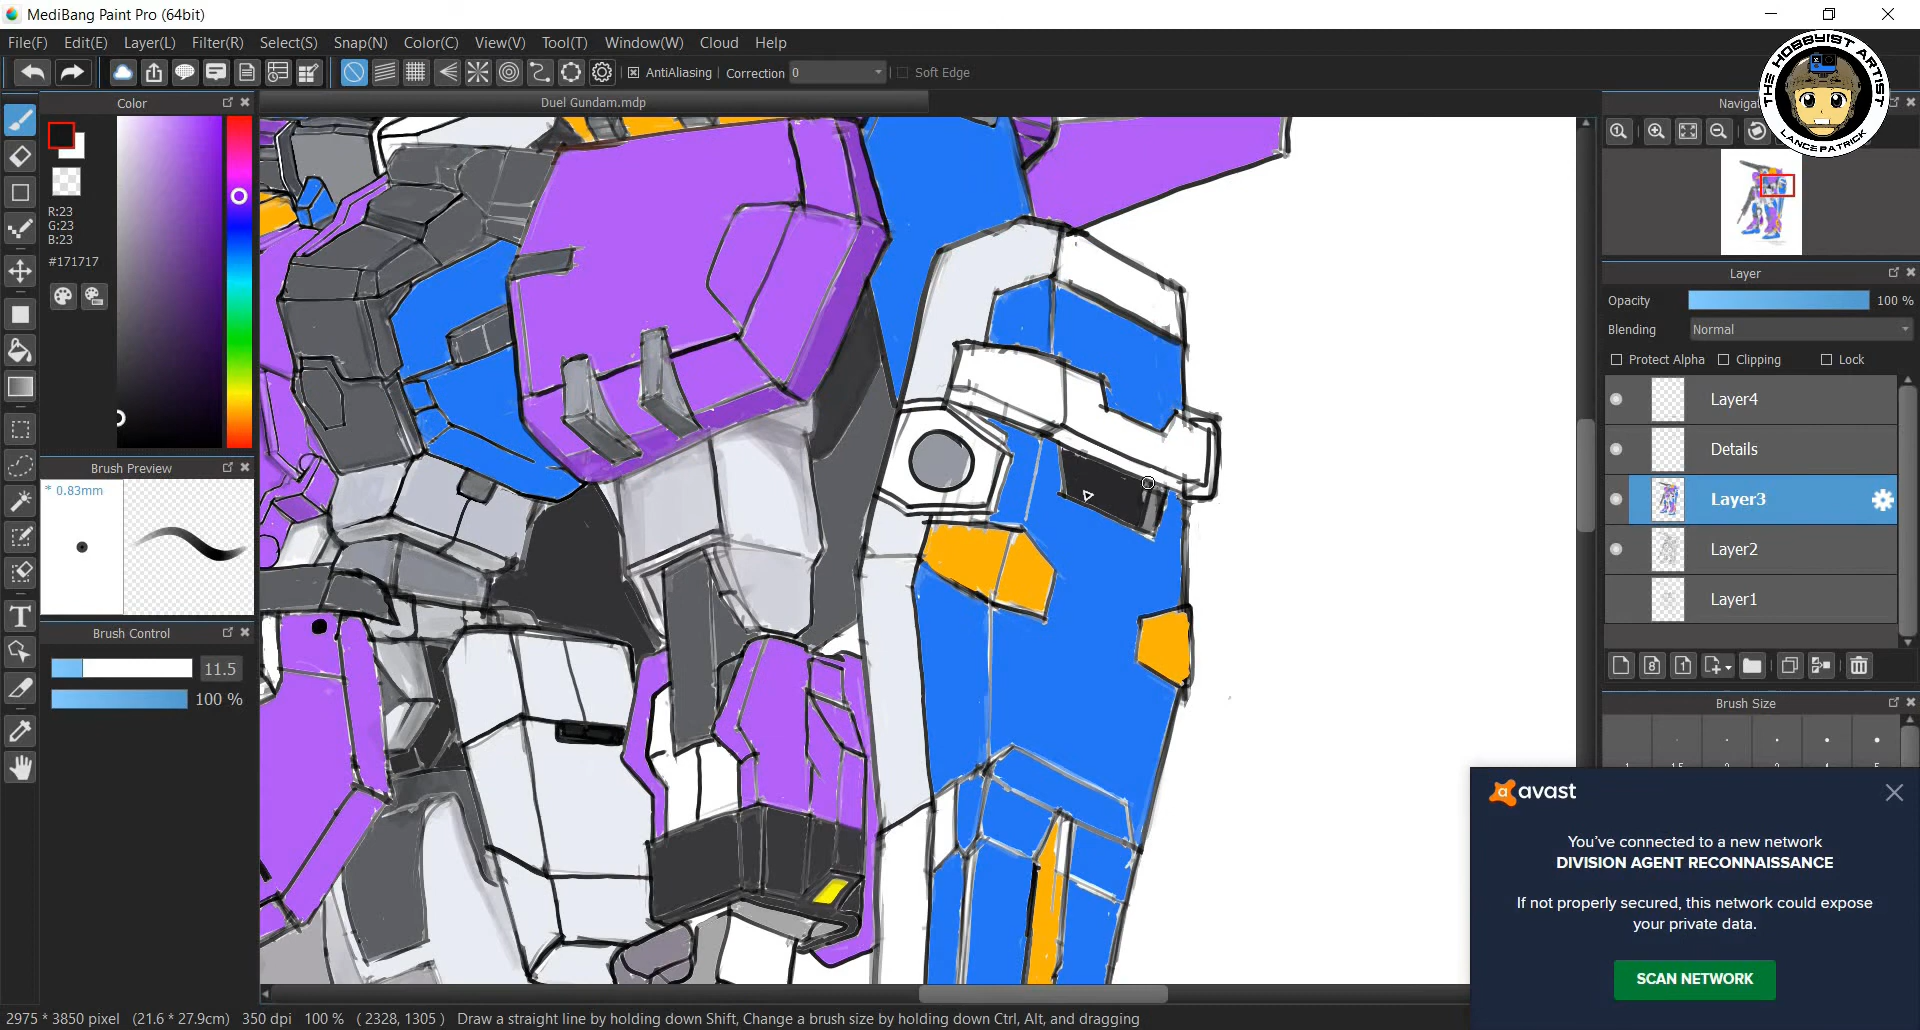 MediBang Paint Pro (64bit)
File(F) Edit(E) Layer(L) Filter(R) Select(S) Snap(N) Color(C) View(V) Tool(T) Window(W) Cloud Help
AntiAliasing Correction 0 Soft Edge
THE HOBBYIST ARTIST
LANCE PATRICK
Color
Duel Gundam.mdp
R:23
G:23
B:23
#171717
Brush Preview
* 0.83mm
Brush Control
11.5
100 %
Layer
Opacity 100 %
Blending Normal
Protect Alpha Clipping Lock
Layer4
Details
Layer3
Layer2
Layer1
Brush Size
avast
You've connected to a new network
DIVISION AGENT RECONNAISSANCE
If not properly secured, this network could expose
your private data.
SCAN NETWORK
2975 * 3850 pixel (21.6 * 27.9cm) 350 dpi 100 % ( 2328, 1305 ) Draw a straight line by holding down Shift, Change a brush size by holding down Ctrl, Alt, and dragging